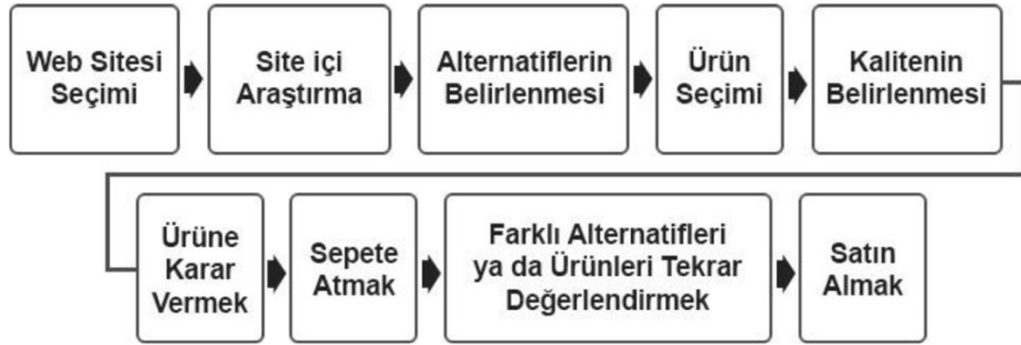 Web Sitesi
Seçimi
Site içi
Araştırma
Alternatiflerin
Belirlenmesi
Ürün
Seçimi
Kalitenin
Belirlenmesi
Ürüne
Karar
Vermek
Sepete
Atmak
Farklı Alternatifleri
ya da Ürünleri Tekrar
Değerlendirmek
Satın
Almak